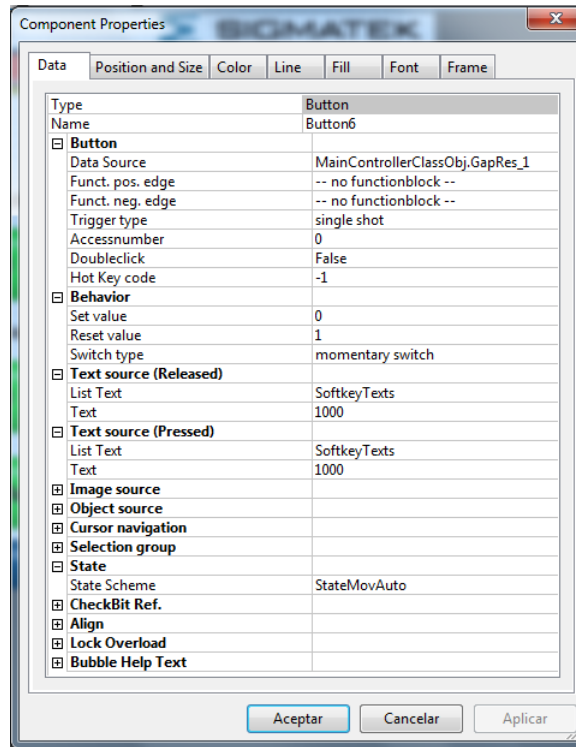 Component Properties
SIGMATEK
Data Position and Size Color Line Fill Font Frame
Type Button
Name Button6
Button
Data Source MainControllerClassObj.GapRes_1
Funct. pos. edge -- no functionblock --
Funct. neg. edge -- no functionblock --
Trigger type single shot
Accessnumber 0
Doubleclick False
Hot Key code -1
Behavior
Set value 0
Reset value 1
Switch type momentary switch
Text source (Released)
List Text SoftkeyTexts
Text 1000
Text source (Pressed)
List Text SoftkeyTexts
Text 1000
Image source
Object source
Cursor navigation
Selection group
State
State Scheme StateMovAuto
CheckBit Ref.
Align
Lock Overload
Bubble Help Text
Aceptar Cancelar Aplicar